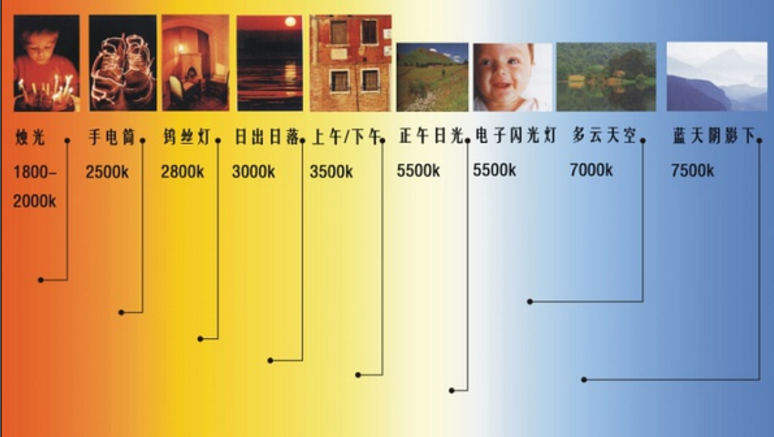 烛光 手电筒 钨丝灯 日出日落 上午/下午 正午日光 电子闪光灯 多云天空 蓝天阴影下
1800-
2000k 2500k 2800k 3000k 3500k 5500k 5500k 7000k 7500k